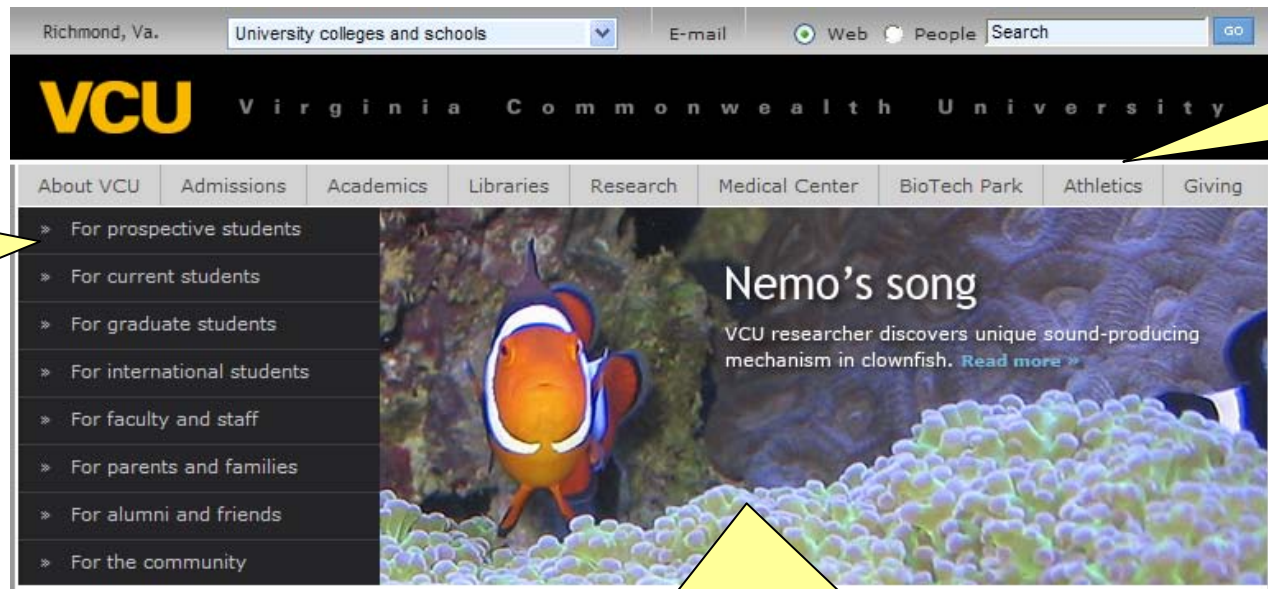 Richmond, Va. University colleges and schools E-mail Web People Search GO
VCU Virginia Commonwealth University
About VCU Admissions Academics Libraries Research Medical Center BioTech Park Athletics Giving
» For prospective students
» For current students
» For graduate students
» For international students
» For faculty and staff
» For parents and families
» For alumni and friends
» For the community
Nemo's song
VCU researcher discovers unique sound-producing
mechanism in clownfish. Read more »